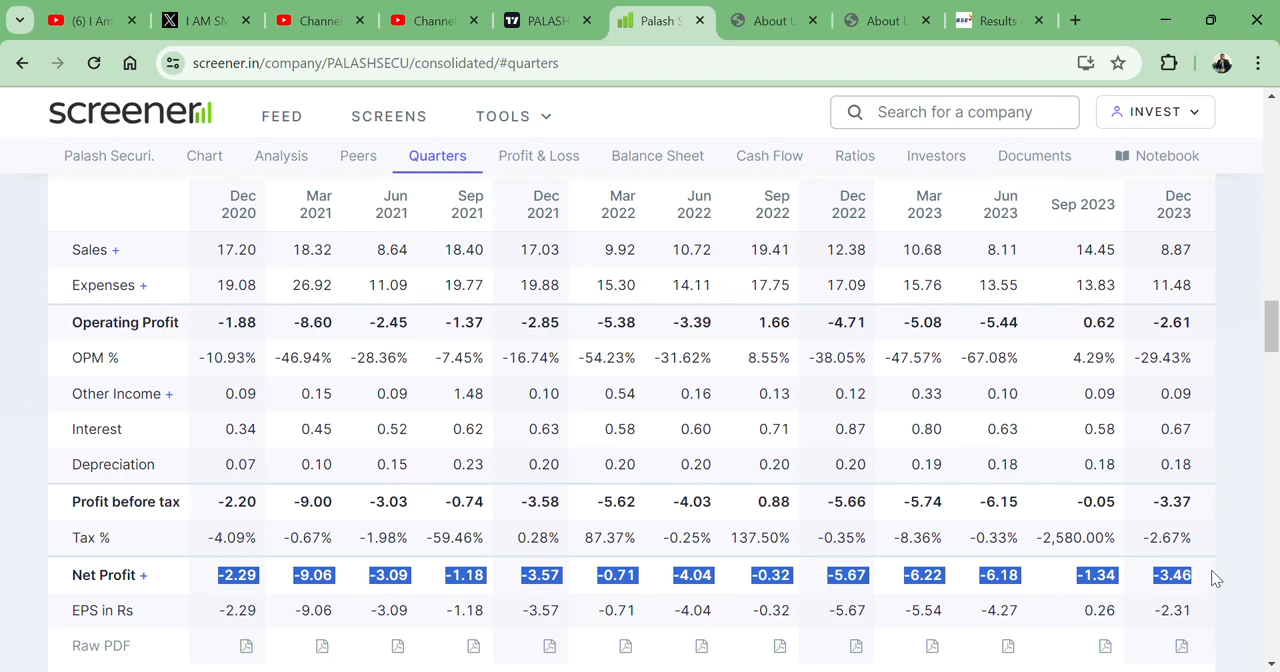 (6) I Am
I AM SM
Channe
Channe
PALASH
Palash S
About U
About U
Results
screener.in/company/PALASHSECU/consolidated/#quarters
screener
FEED
SCREENS
TOOLS
Search for a company
INVEST
Palash Securi.
Chart
Analysis
Peers
Quarters
Profit & Loss
Balance Sheet
Cash Flow
Ratios
Investors
Documents
Notebook
Dec 2020 Mar 2021 Jun 2021 Sep 2021 Dec 2021 Mar 2022 Jun 2022 Sep 2022 Dec 2022 Mar 2023 Jun 2023 Sep 2023 Dec 2023
Sales + 17.20 18.32 8.64 18.40 17.03 9.92 10.72 19.41 12.38 10.68 8.11 14.45 8.87
Expenses + 19.08 26.92 11.09 19.77 19.88 15.30 14.11 17.75 17.09 15.76 13.55 13.83 11.48
Operating Profit -1.88 -8.60 -2.45 -1.37 -2.85 -5.38 -3.39 1.66 -4.71 -5.08 -5.44 0.62 -2.61
OPM % -10.93% -46.94% -28.36% -7.45% -16.74% -54.23% -31.62% 8.55% -38.05% -47.57% -67.08% 4.29% -29.43%
Other Income + 0.09 0.15 0.09 1.48 0.10 0.54 0.16 0.13 0.12 0.33 0.10 0.09 0.09
Interest 0.34 0.45 0.52 0.62 0.63 0.58 0.60 0.71 0.87 0.80 0.63 0.58 0.67
Depreciation 0.07 0.10 0.15 0.23 0.20 0.20 0.20 0.20 0.20 0.19 0.18 0.18 0.18
Profit before tax -2.20 -9.00 -3.03 -0.74 -3.58 -5.62 -4.03 0.88 -5.66 -5.74 -6.15 -0.05 -3.37
Tax % -4.09% -0.67% -1.98% -59.46% 0.28% 87.37% -0.25% 137.50% -0.35% -8.36% -0.33% -2,580.00% -2.67%
Net Profit + -2.29 -9.06 -3.09 -1.18 -3.57 -0.71 -4.04 -0.32 -5.67 -6.22 -6.18 -1.34 -3.46
EPS in Rs -2.29 -9.06 -3.09 -1.18 -3.57 -0.71 -4.04 -0.32 -5.67 -5.54 -4.27 0.26 -2.31
Raw PDF